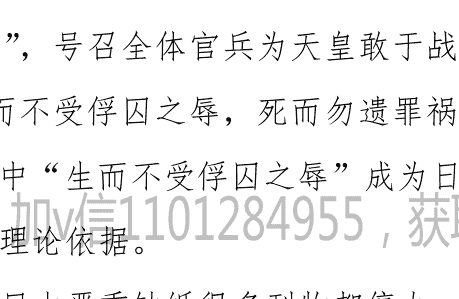 ”，号召全体官兵为天皇敢于战
而不受俘囚之辱，死而勿遗罪祸
中“生而不受俘囚之辱”成为日
加v信1101284955，获取
理论依据。